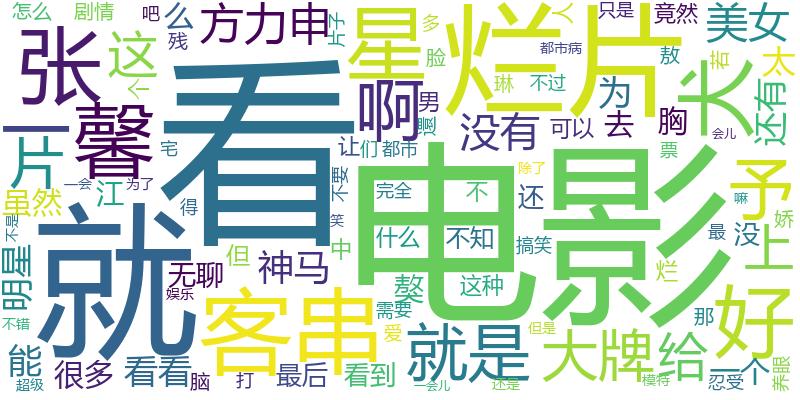 怎么
剧情
吧
么
方力申
残
片子
多
人
只是
竟然
美女
张
这
个
星
脸
都市病
若
太
烂片
敖
大
琳
不过
为
还有
看
啊
男
没有
可以
去
胸
票
会儿
一
馨
片
宅
让
们
都市
电影
予
虽然
一会
为了
江
得
笑
不要
完全
不
还
除了
嘛
娇
不是
就
但
神马
中
什么
不知
搞笑
最
没
上
明星
无聊
娱乐
客串
獒
这种
烂
需要
那
好
不错
爱
就是
但是
大牌
给
一个
能
超级
很多
看看
脑
打
最后
看到
一会儿
还是
模特
忍受
养眼